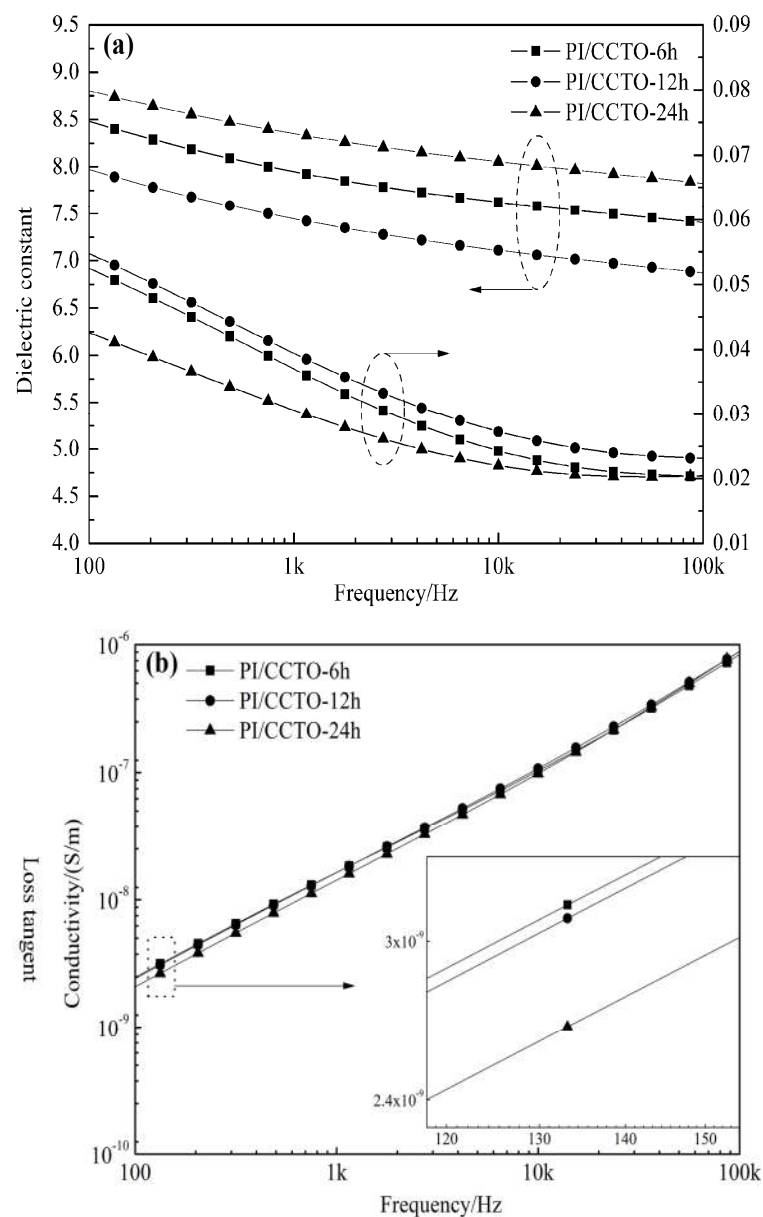 (a)
PI/CCTO-6h
PI/CCTO-12h
PI/CCTO-24h
9.5
9.0
8.5
8.0
7.5
7.0
6.5
6.0
5.5
5.0
4.5
4.0
Dielectric constant
0.09
0.08
0.07
0.06
0.05
0.04
0.03
0.02
0.01
100 1k 10k 100k
Frequency/Hz
(b)
PI/CCTO-6h
PI/CCTO-12h
PI/CCTO-24h
10⁻⁶
10⁻⁷
10⁻⁸
10⁻⁹
10⁻¹⁰
Loss tangent
Conductivity/(S/m)
3x10⁻⁹
2.4x10⁻⁹
120 130 140 150
100 1k 10k 100k
Frequency/Hz